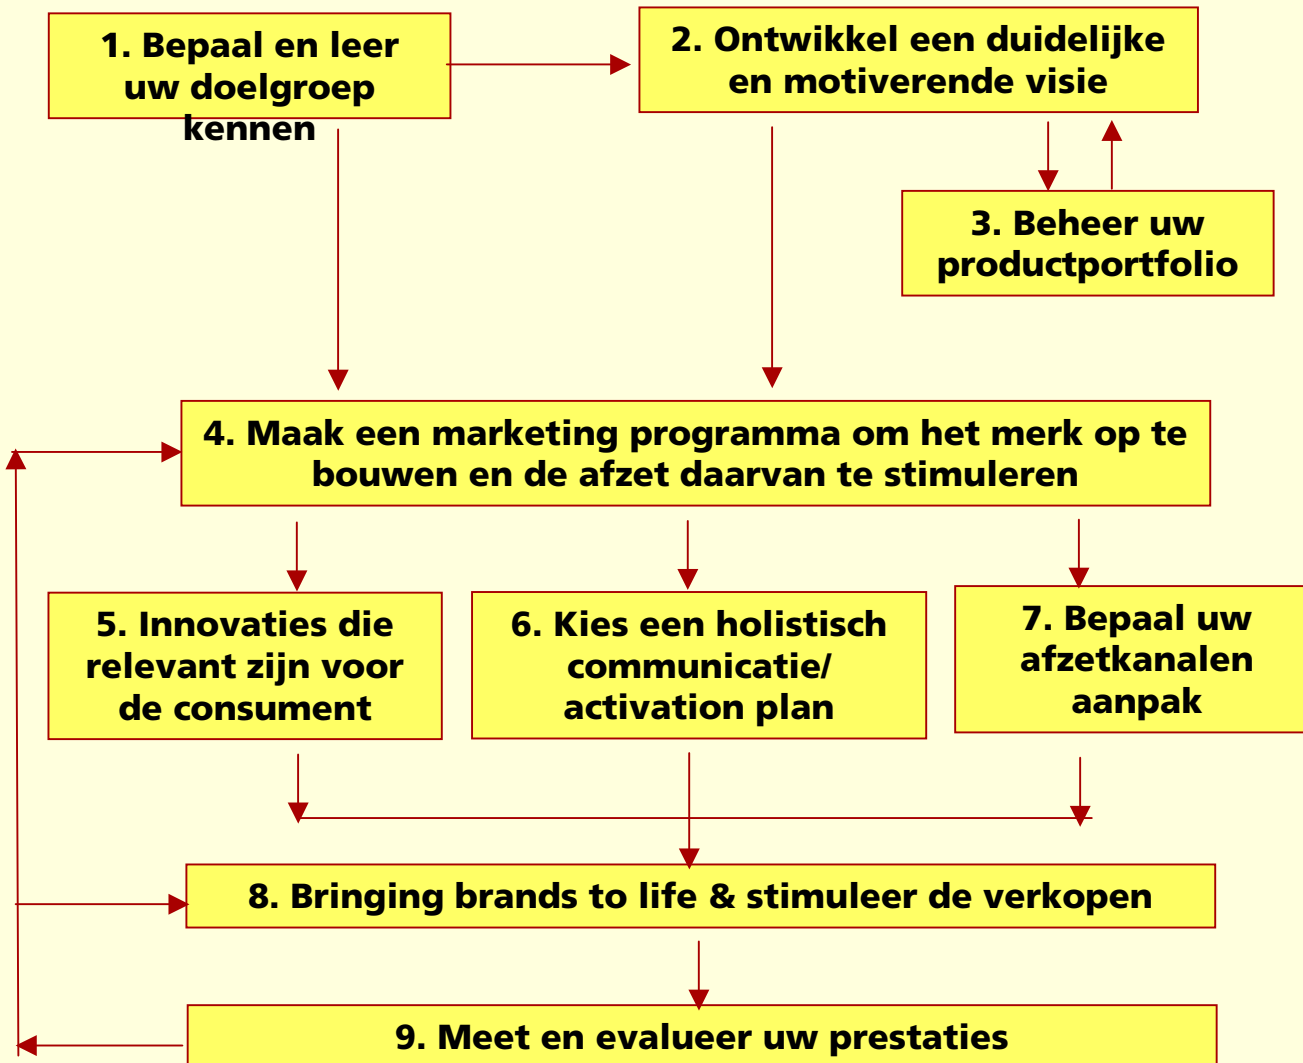 1. Bepaal en leer
uw doelgroep
kennen
2. Ontwikkel een duidelijke
en motiverende visie
3. Beheer uw
productportfolio
4. Maak een marketing programma om het merk op te
bouwen en de afzet daarvan te stimuleren
5. Innovaties die
relevant zijn voor
de consument
6. Kies een holistisch
communicatie/
activation plan
7. Bepaal uw
afzetkanalen
aanpak
8. Bringing brands to life & stimuleer de verkopen
9. Meet en evalueer uw prestaties